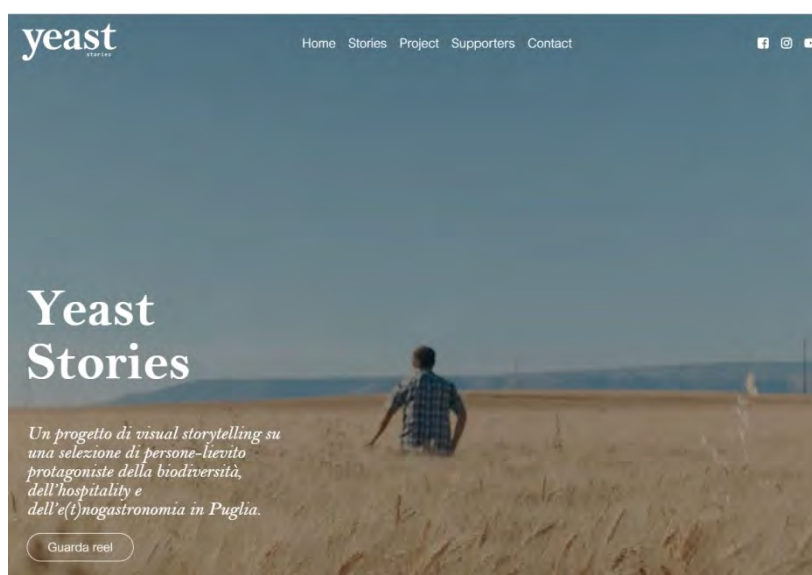 yeast
stories
Home Stories Project Supporters Contact
Yeast
Stories
Un progetto di visual storytelling su
una selezione di persone-lievito
protagoniste della biodiversità,
dell'hospitality e
dell'e(t)nogastronomia in Puglia.
Guarda reel